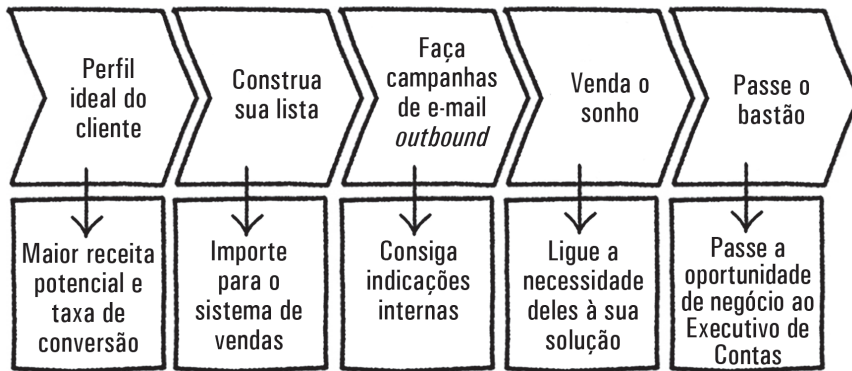 Perfil
ideal do
cliente
Construa
sua lista
Faça
campanhas
de e-mail
outbound
Venda o
sonho
Passe o
bastão
Maior receita
potencial e
taxa de
conversão
Importe
para o
sistema de
vendas
Consiga
indicações
internas
Ligue a
necessidade
deles à sua
solução
Passe a
oportunidade
de negócio ao
Executivo de
Contas